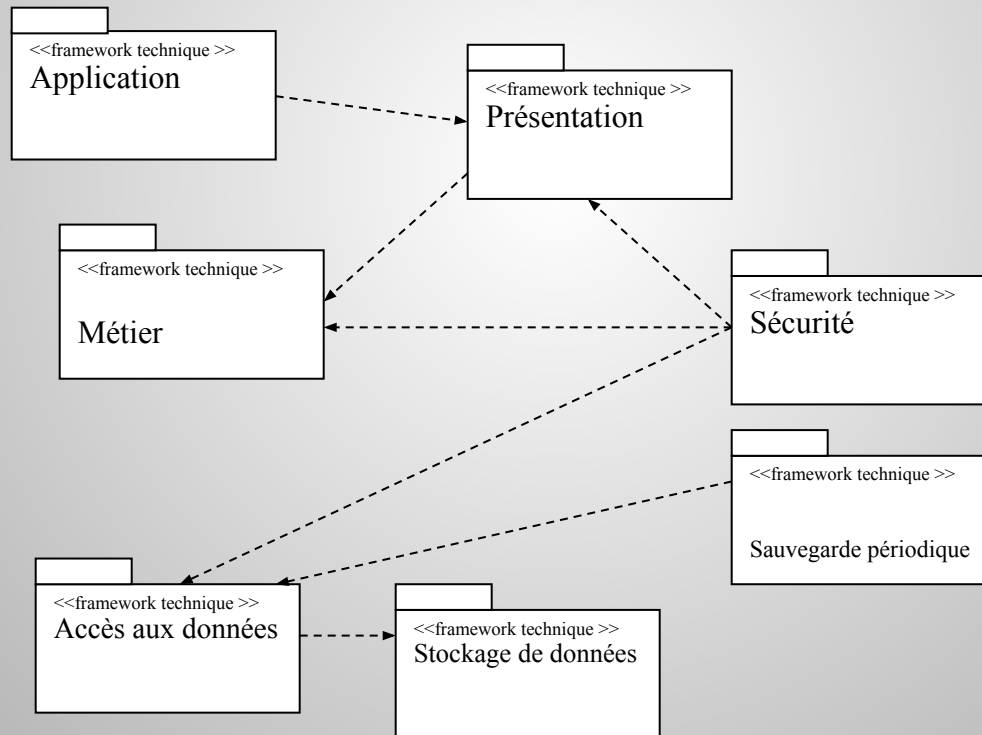 <<framework technique >>
Application
<<framework technique >>
Présentation
<<framework technique >>
Métier
<<framework technique >>
Sécurité
<<framework technique >>
Sauvegarde périodique
<<framework technique >>
Accès aux données
<<framework technique >>
Stockage de données